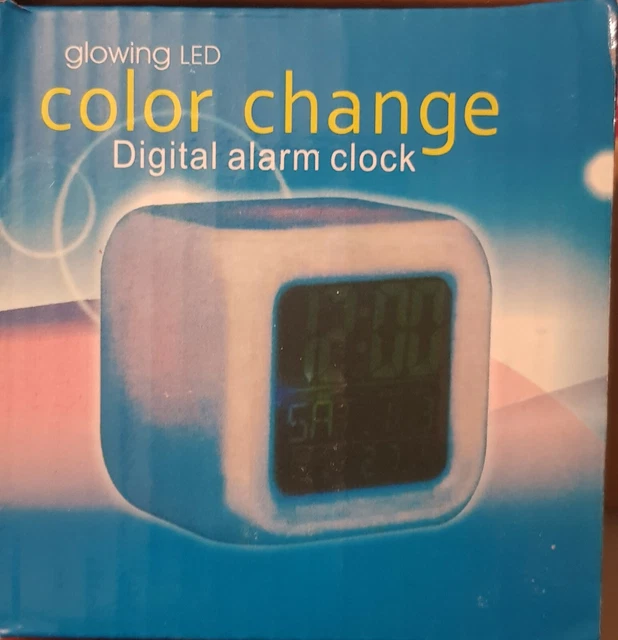 glowing LED
color change
Digital alarm clock
12:00
SA